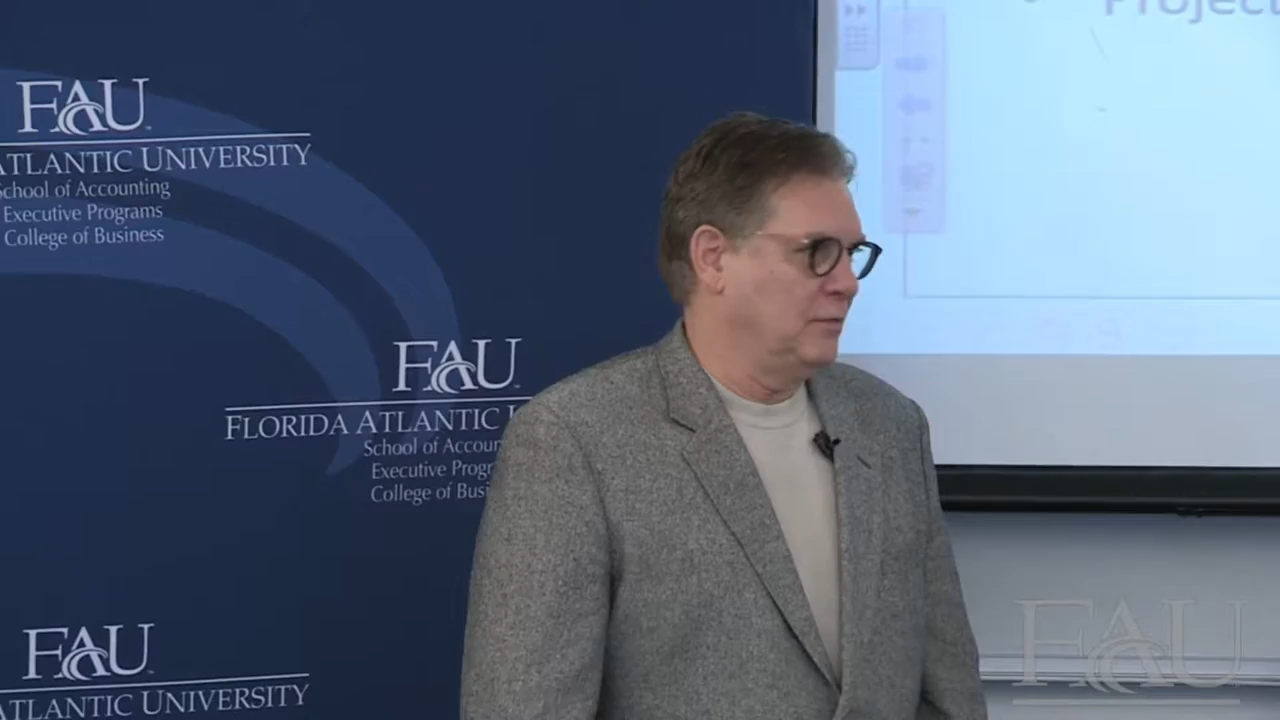 FAU
ATLANTIC UNIVERSITY
School of Accounting
Executive Programs
College of Business
Project
FAU
FLORIDA ATLANTIC
School of Accoun
Executive Progr
College of Busi
FAU
ATLANTIC UNIVERSITY
FAU